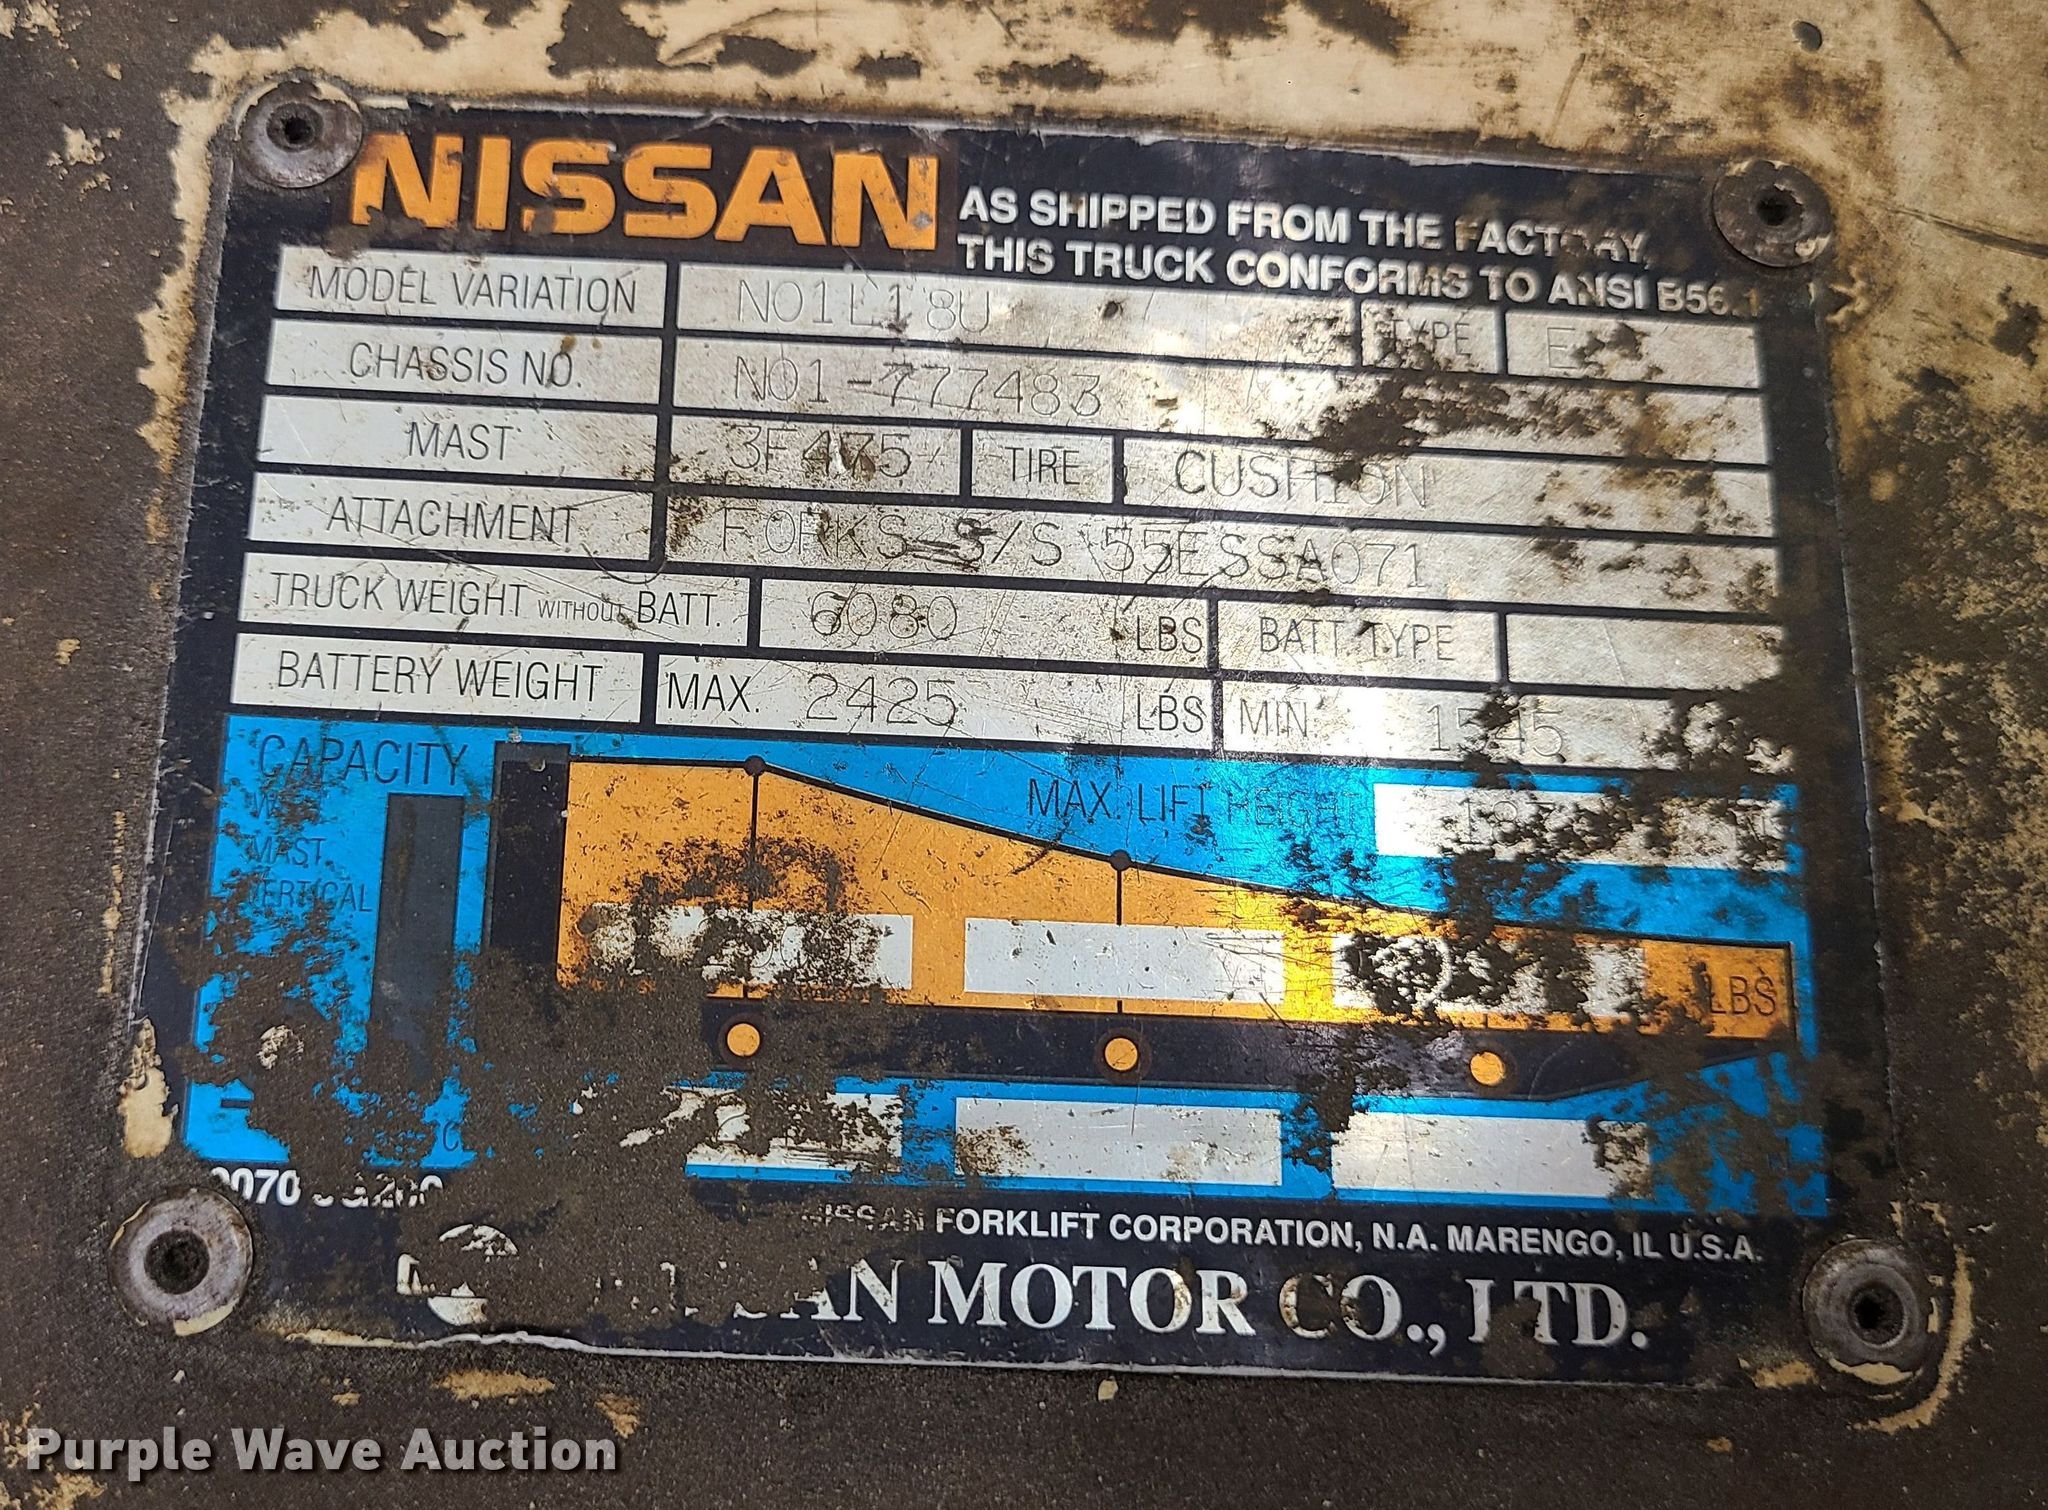 NISSAN
AS SHIPPED FROM THE FACTORY,
THIS TRUCK CONFORMS TO ANSI B56.1
MODEL VARIATION N01L18U TYPE E
CHASSIS NO. N01-777483
MAST 3F475 TIRE CUSHION
ATTACHMENT FORKS-S/S 55ESSA071
TRUCK WEIGHT WITHOUT BATT. 6080 LBS BATT. TYPE
BATTERY WEIGHT MAX. 2425 LBS MIN.
CAPACITY
MAX. LIFT HEIGHT
MAST
VERTICAL
LBS
NISSAN FORKLIFT CORPORATION, N.A. MARENGO, IL U.S.A.
NISSAN MOTOR CO., LTD.
Purple Wave Auction